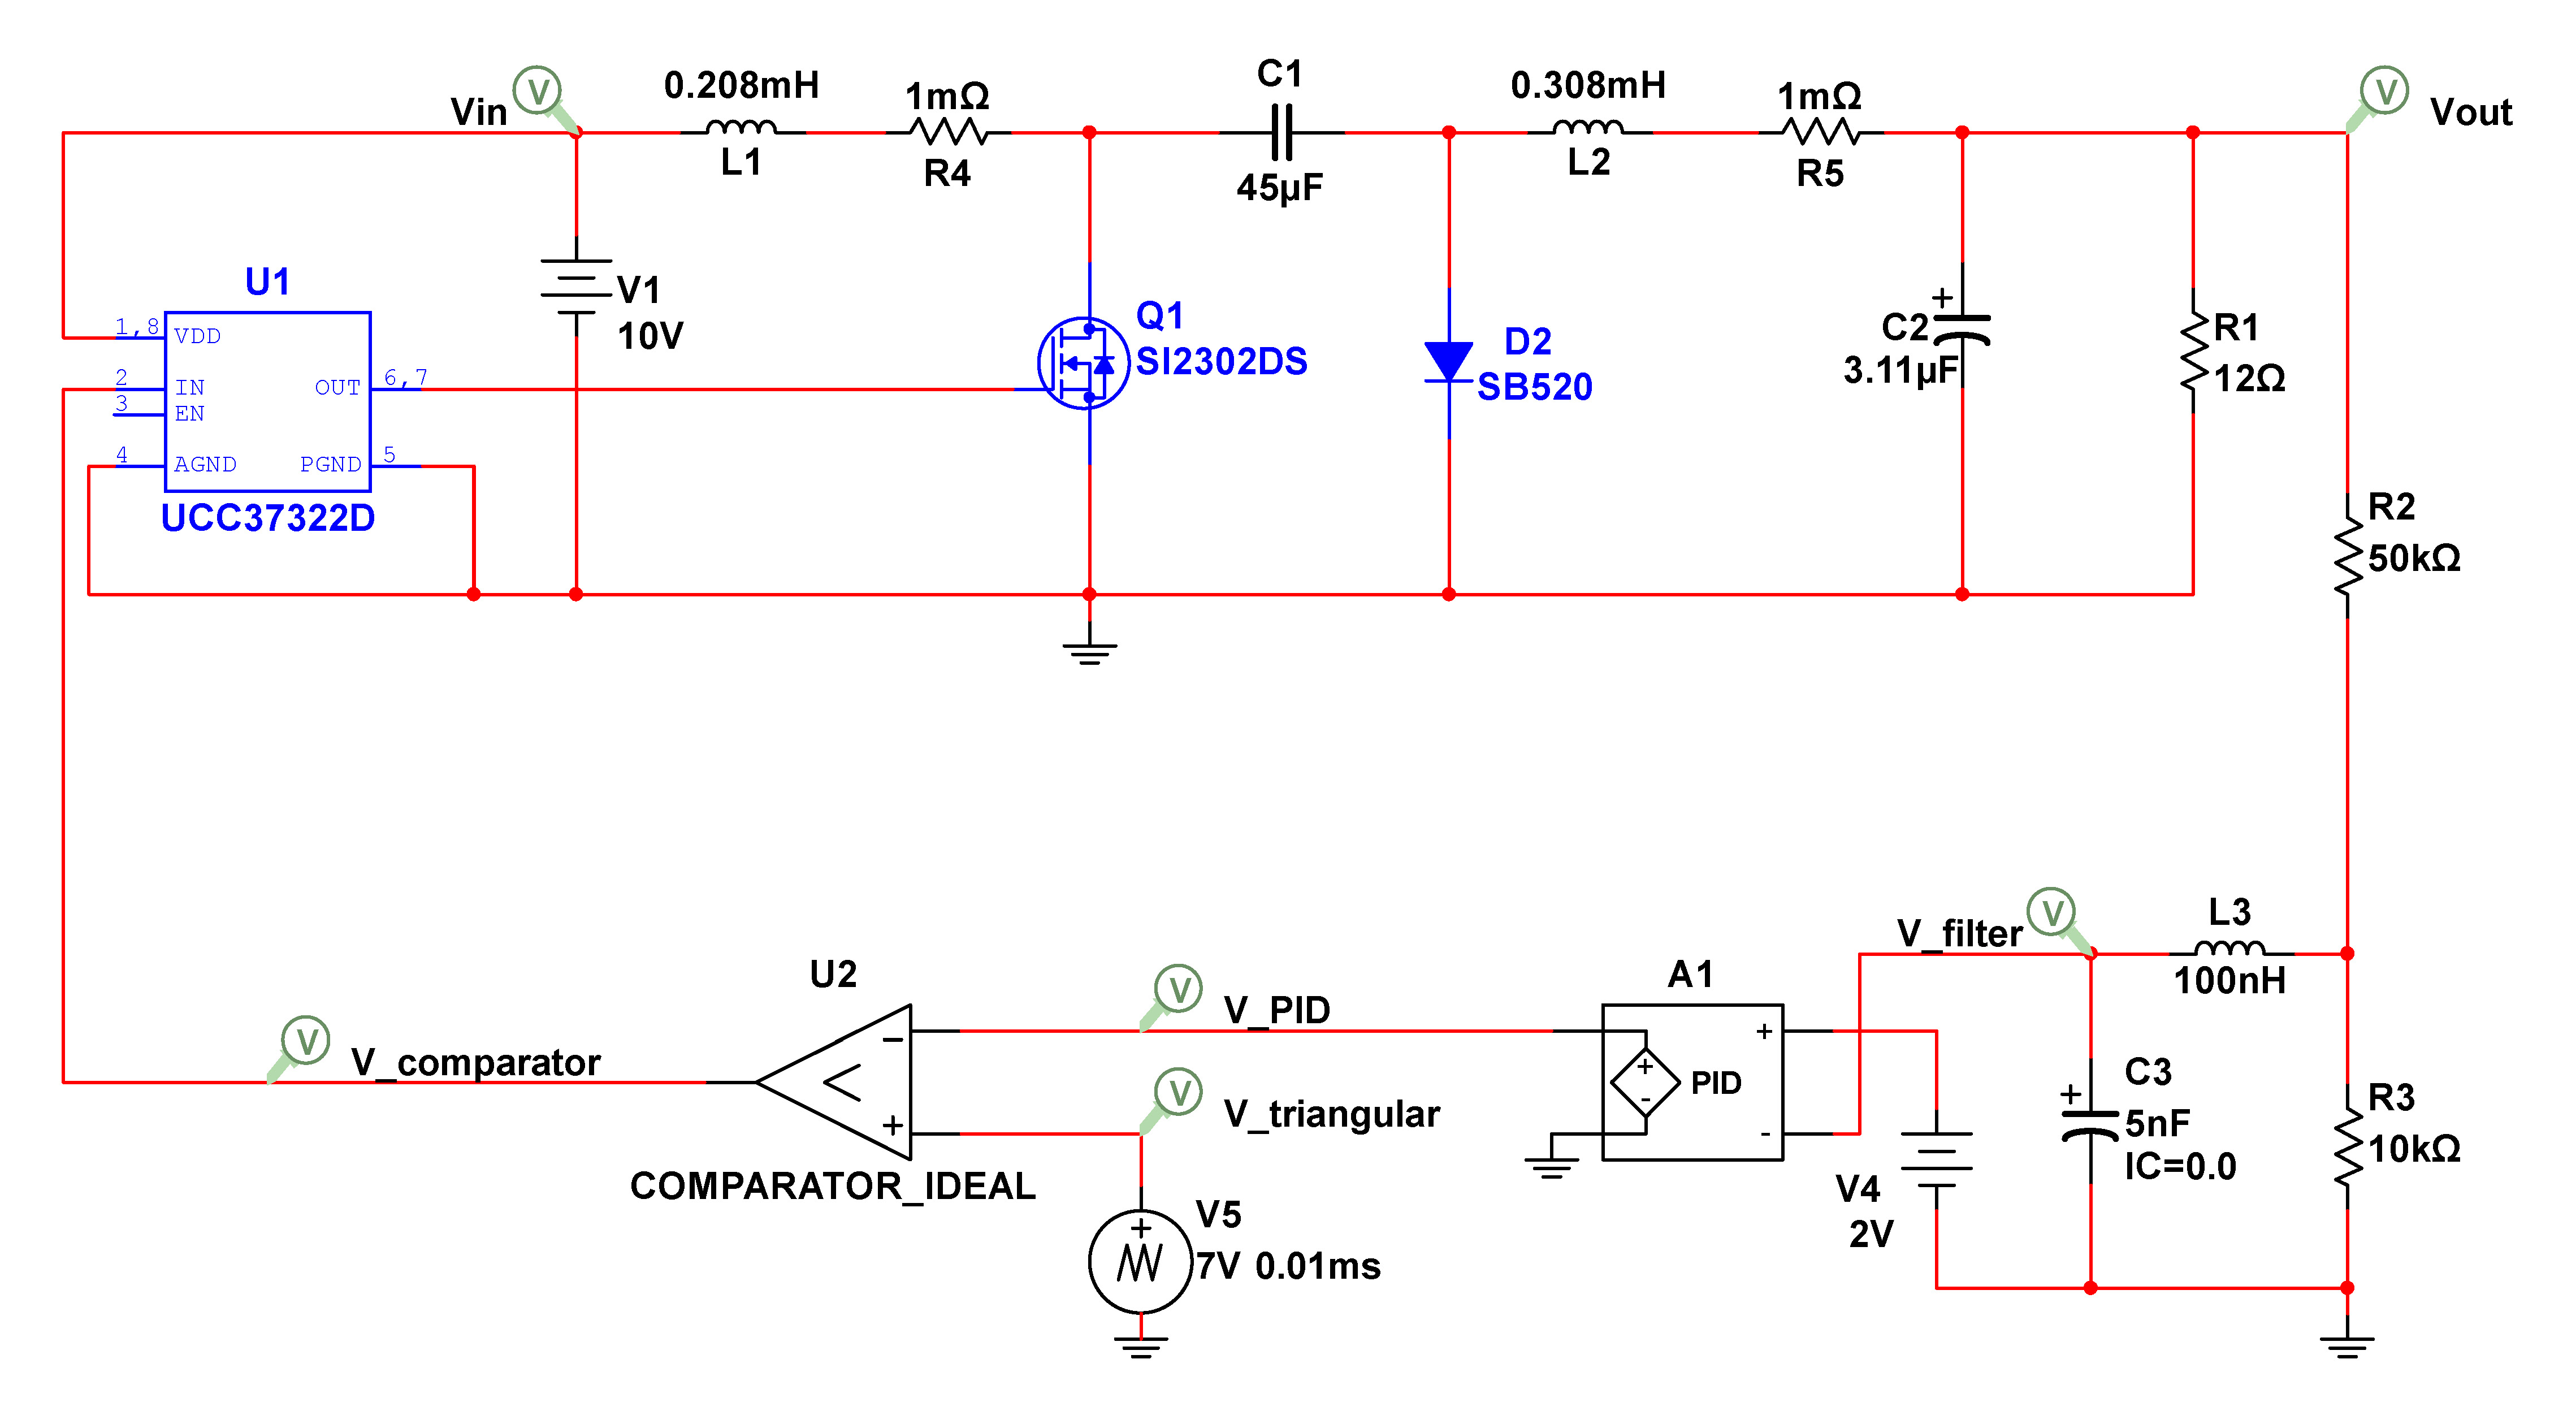 Vin
V
0.208mH
L1
1mΩ
R4
C1
45µF
0.308mH
L2
1mΩ
R5
V
Vout
U1
1,8
VDD
2
IN
3
EN
4
AGND
OUT
6,7
PGND
5
UCC37322D
V1
10V
Q1
SI2302DS
D2
SB520
+
C2
3.11µF
R1
12Ω
R2
50kΩ
V
V_comparator
U2
<
−
+
COMPARATOR_IDEAL
V
V_PID
V
V_triangular
+
V5
7V 0.01ms
A1
+
-
PID
+
-
V_filter
V
L3
100nH
V4
2V
+
C3
5nF
IC=0.0
R3
10kΩ